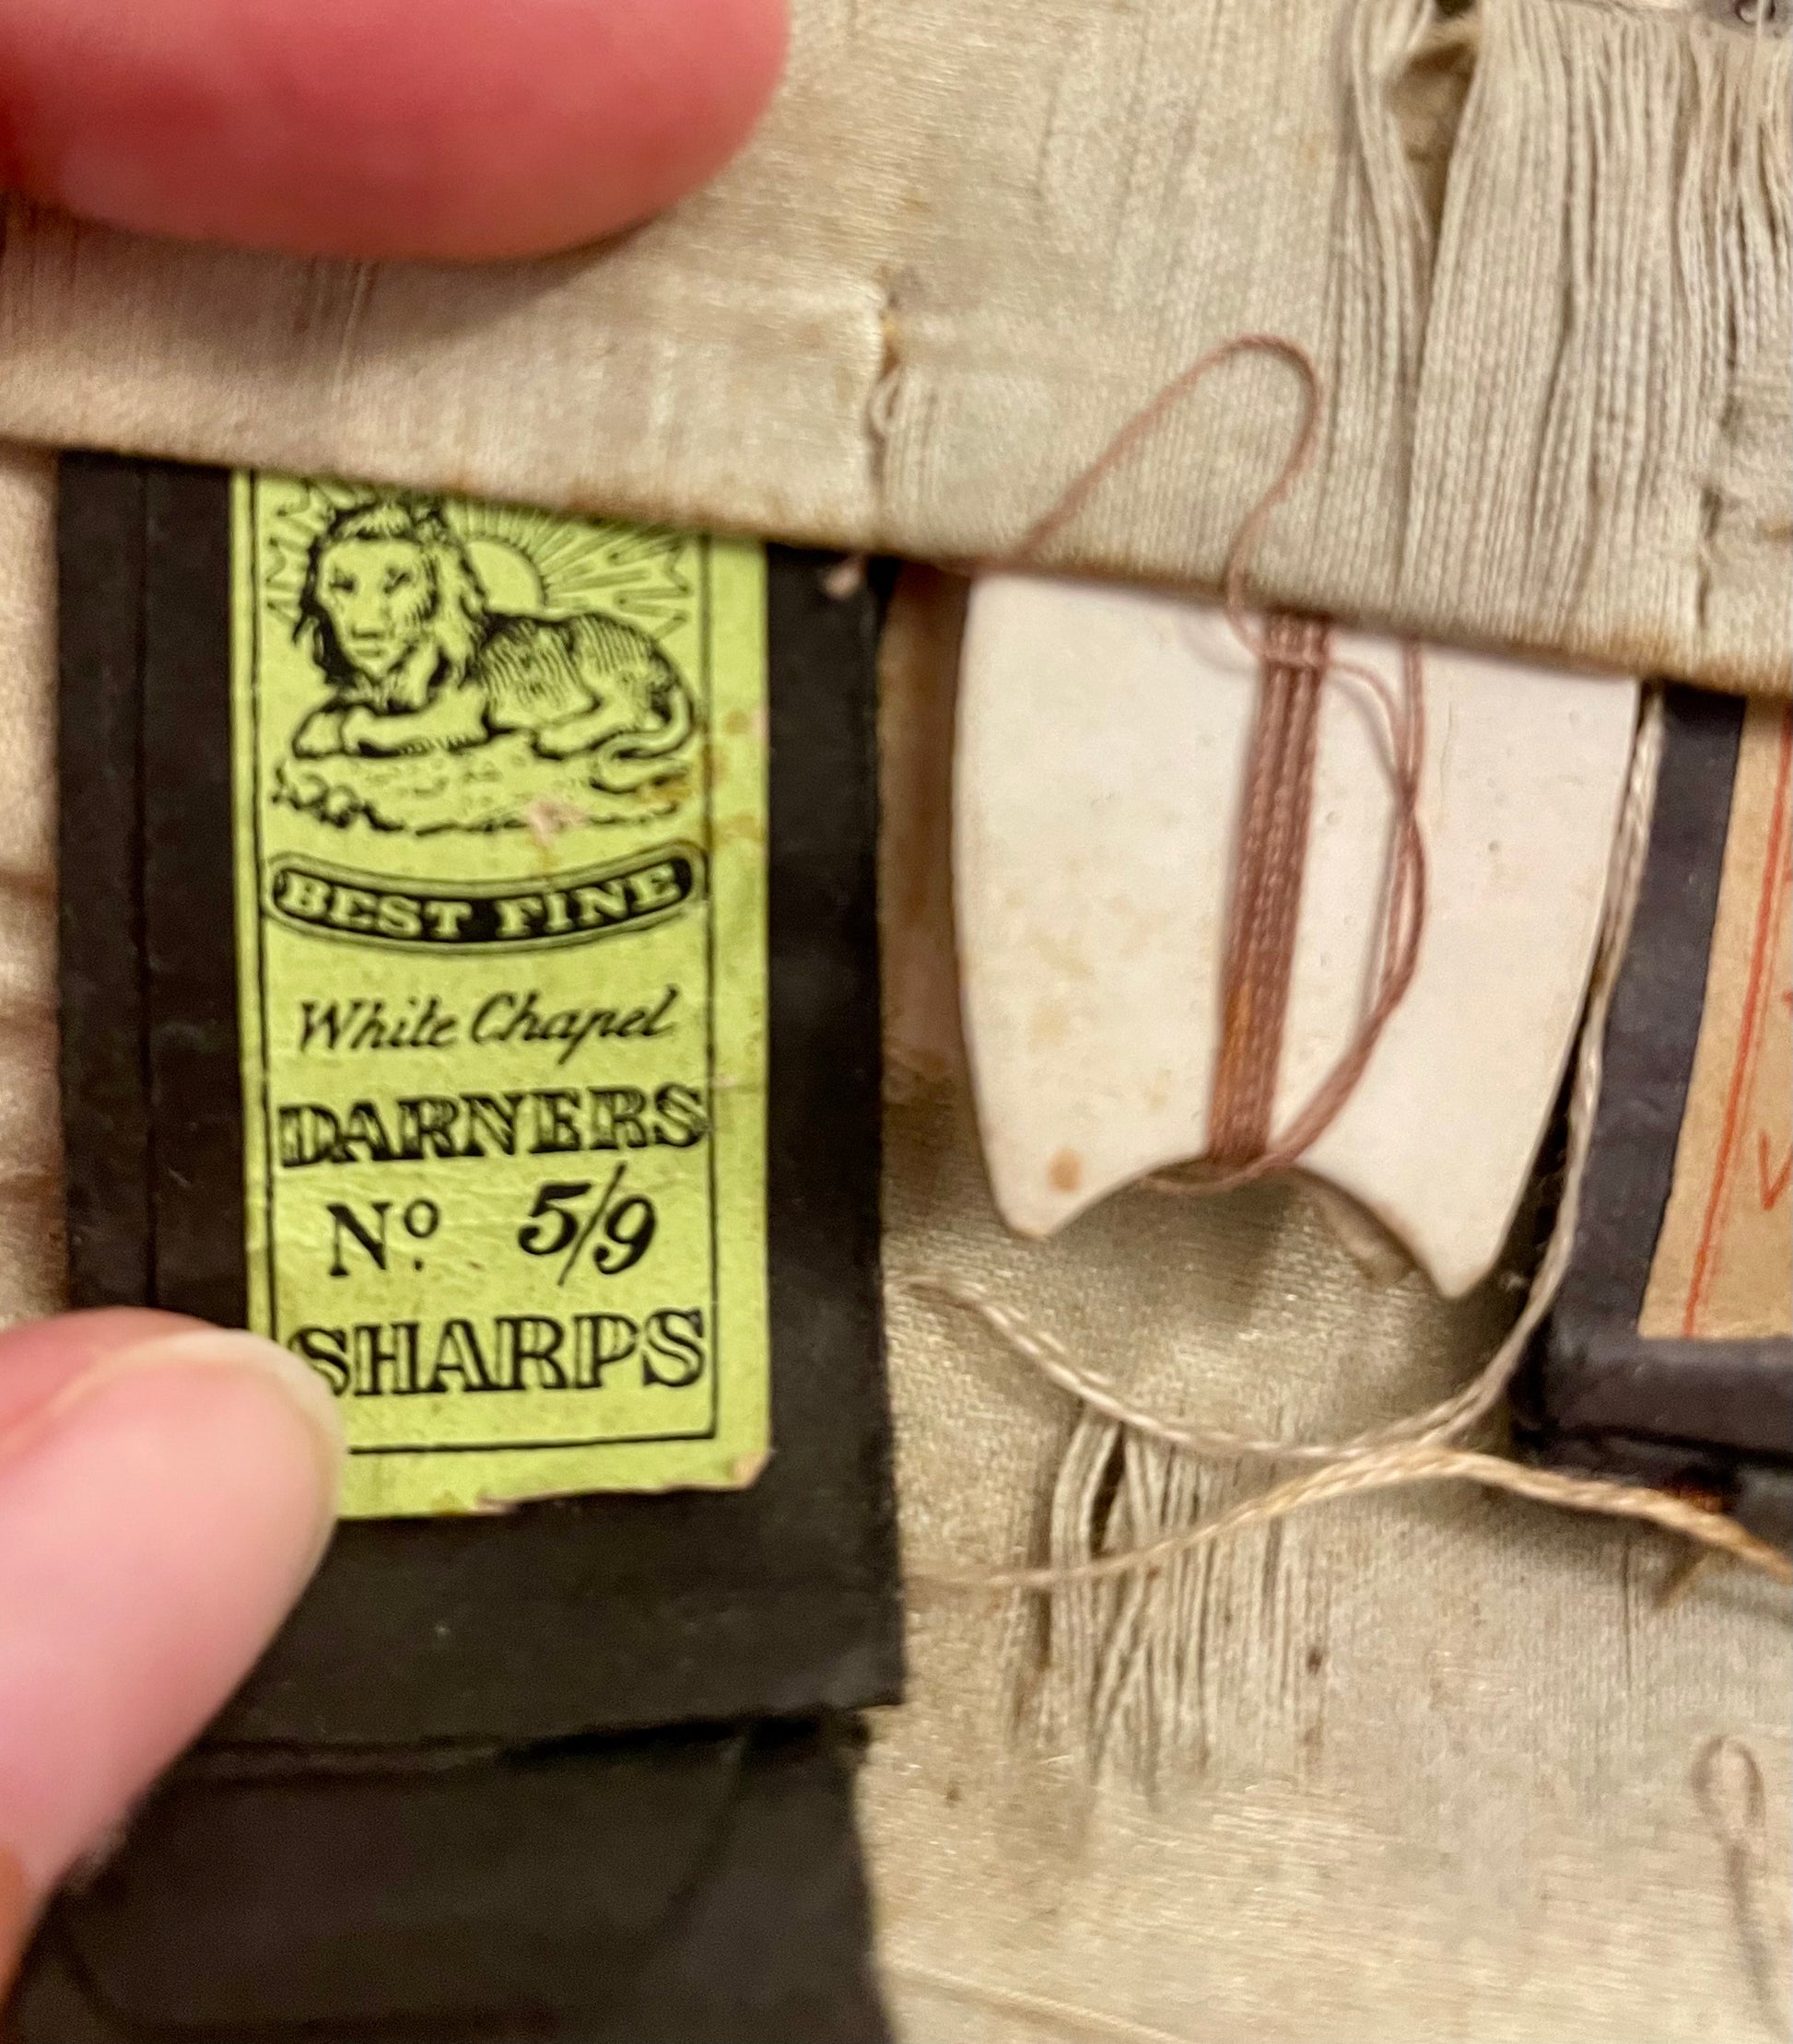 BEST FINE
White Chapel
DARNERS
Nº 5/9
SHARPS